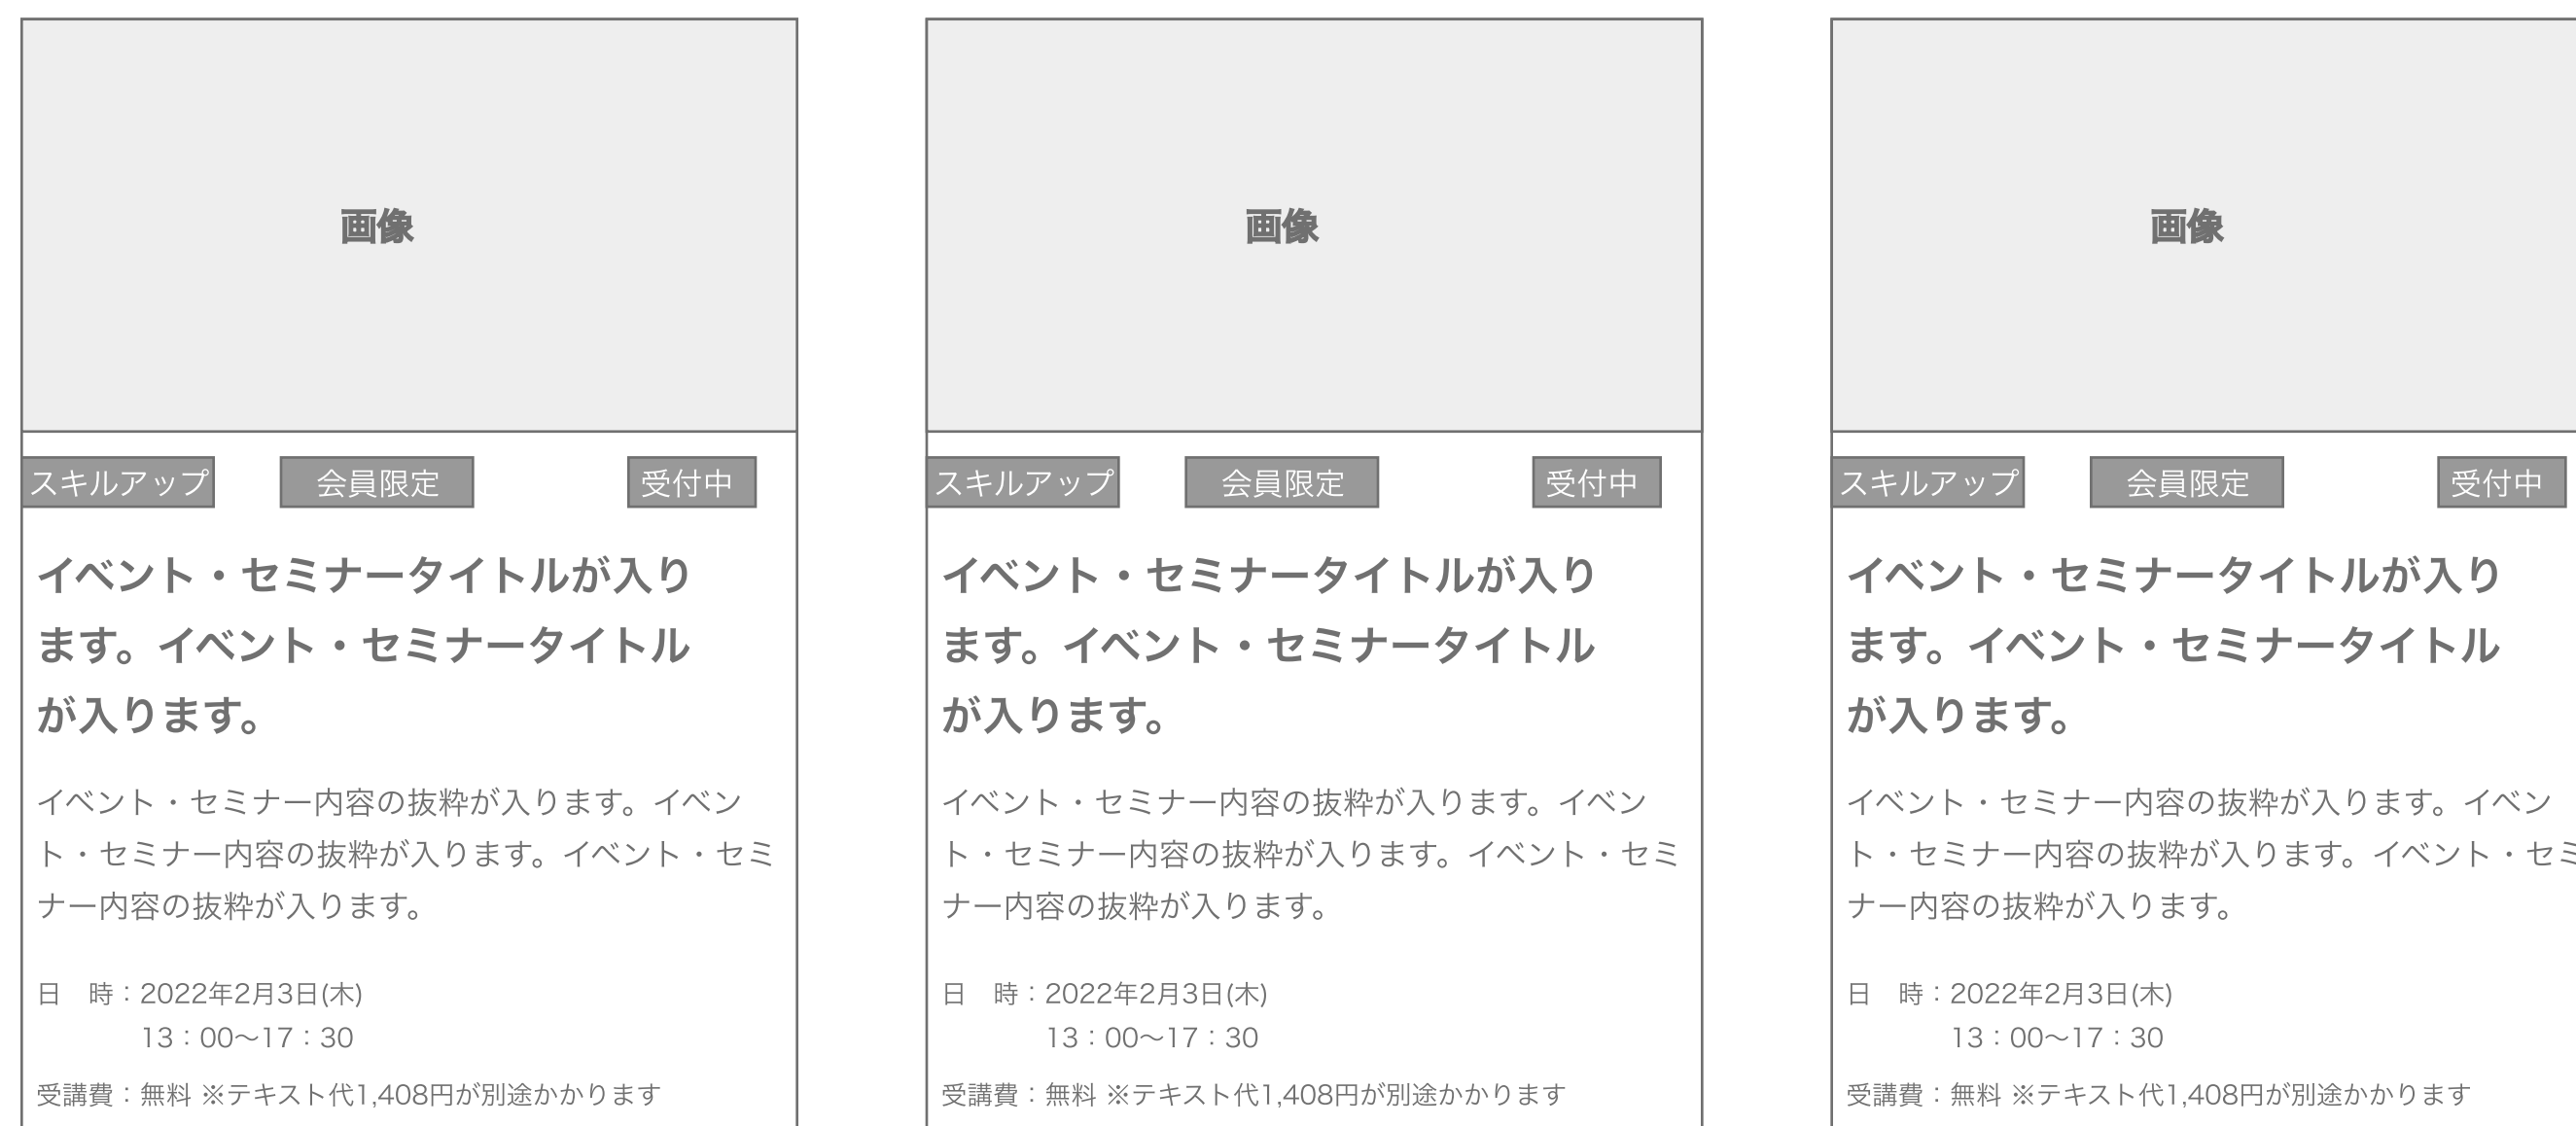 画像
スキルアップ
会員限定
受付中
イベント・セミナータイトルが入り
ます。イベント・セミナータイトル
が入ります。
イベント・セミナー内容の抜粋が入ります。イベン
ト・セミナー内容の抜粋が入ります。イベント・セミ
ナー内容の抜粋が入ります。
日　時：2022年2月3日(木)
13：00〜17：30
受講費：無料 ※テキスト代1,408円が別途かかります
画像
スキルアップ
会員限定
受付中
イベント・セミナータイトルが入り
ます。イベント・セミナータイトル
が入ります。
イベント・セミナー内容の抜粋が入ります。イベン
ト・セミナー内容の抜粋が入ります。イベント・セミ
ナー内容の抜粋が入ります。
日　時：2022年2月3日(木)
13：00〜17：30
受講費：無料 ※テキスト代1,408円が別途かかります
画像
スキルアップ
会員限定
受付中
イベント・セミナータイトルが入り
ます。イベント・セミナータイトル
が入ります。
イベント・セミナー内容の抜粋が入ります。イベン
ト・セミナー内容の抜粋が入ります。イベント・セミ
ナー内容の抜粋が入ります。
日　時：2022年2月3日(木)
13：00〜17：30
受講費：無料 ※テキスト代1,408円が別途かかります